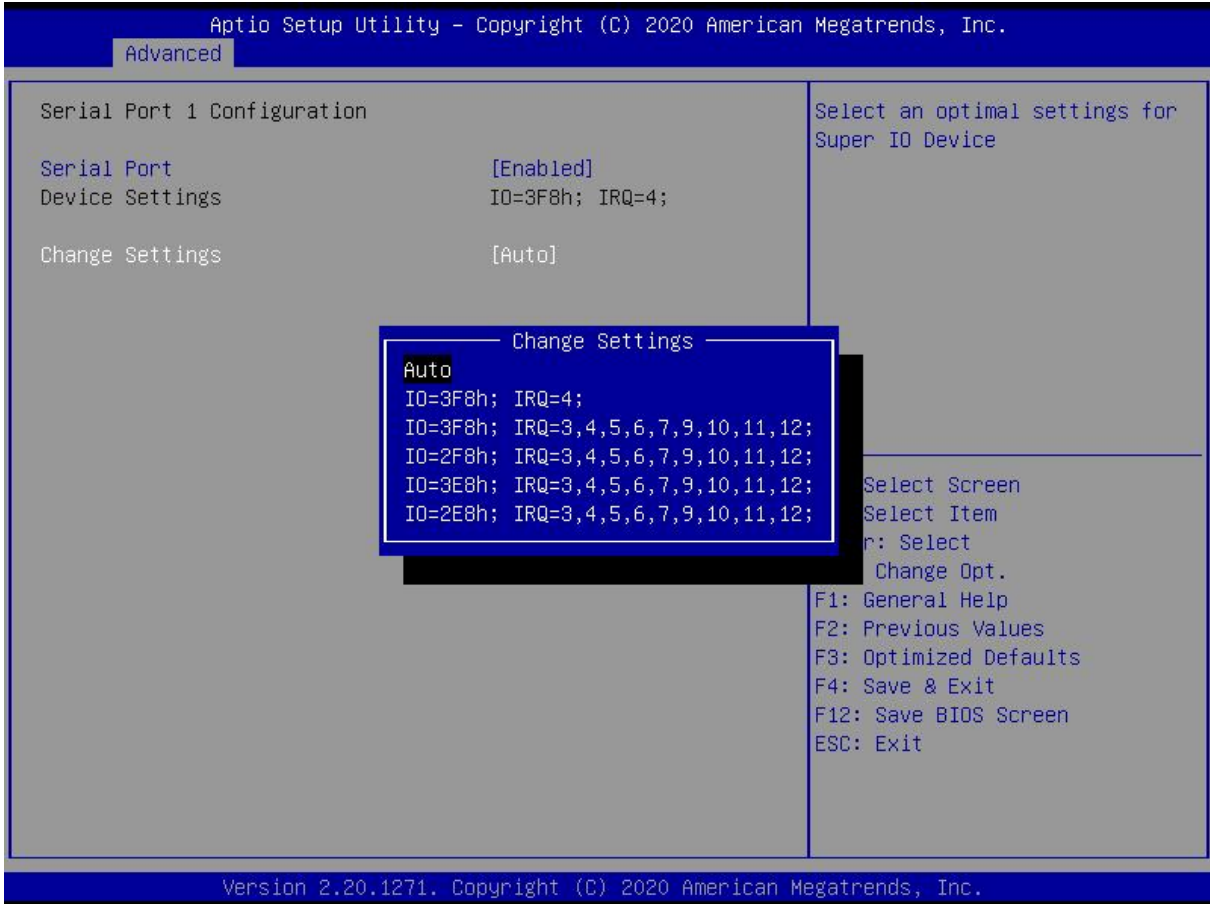 Aptio Setup Utility – Copyright (C) 2020 American Megatrends, Inc.
Advanced
Serial Port 1 Configuration
Serial Port [Enabled]
Device Settings IO=3F8h; IRQ=4;
Change Settings [Auto]
Change Settings
Auto
IO=3F8h; IRQ=4;
IO=3F8h; IRQ=3,4,5,6,7,9,10,11,12;
IO=2F8h; IRQ=3,4,5,6,7,9,10,11,12;
IO=3E8h; IRQ=3,4,5,6,7,9,10,11,12;
IO=2E8h; IRQ=3,4,5,6,7,9,10,11,12;
Select an optimal settings for
Super IO Device
Select Screen
Select Item
r: Select
Change Opt.
F1: General Help
F2: Previous Values
F3: Optimized Defaults
F4: Save & Exit
F12: Save BIOS Screen
ESC: Exit
Version 2.20.1271. Copyright (C) 2020 American Megatrends, Inc.